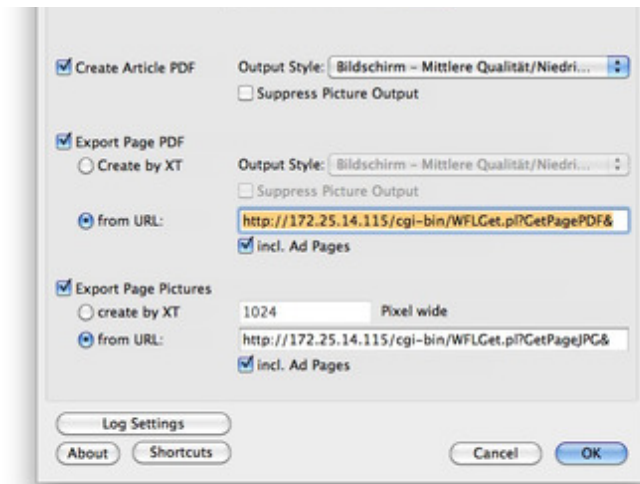 Create Article PDF Output Style: Bildschirm – Mittlere Qualität/Niedri...
Suppress Picture Output
Export Page PDF
Create by XT Output Style: Bildschirm – Mittlere Qualität/Niedri...
Suppress Picture Output
from URL: http://172.25.14.115/cgi-bin/WFLGet.pl?GetPagePDF&
incl. Ad Pages
Export Page Pictures
create by XT 1024 Pixel wide
from URL: http://172.25.14.115/cgi-bin/WFLGet.pl?GetPageJPG&
incl. Ad Pages
Log Settings
About Shortcuts Cancel OK